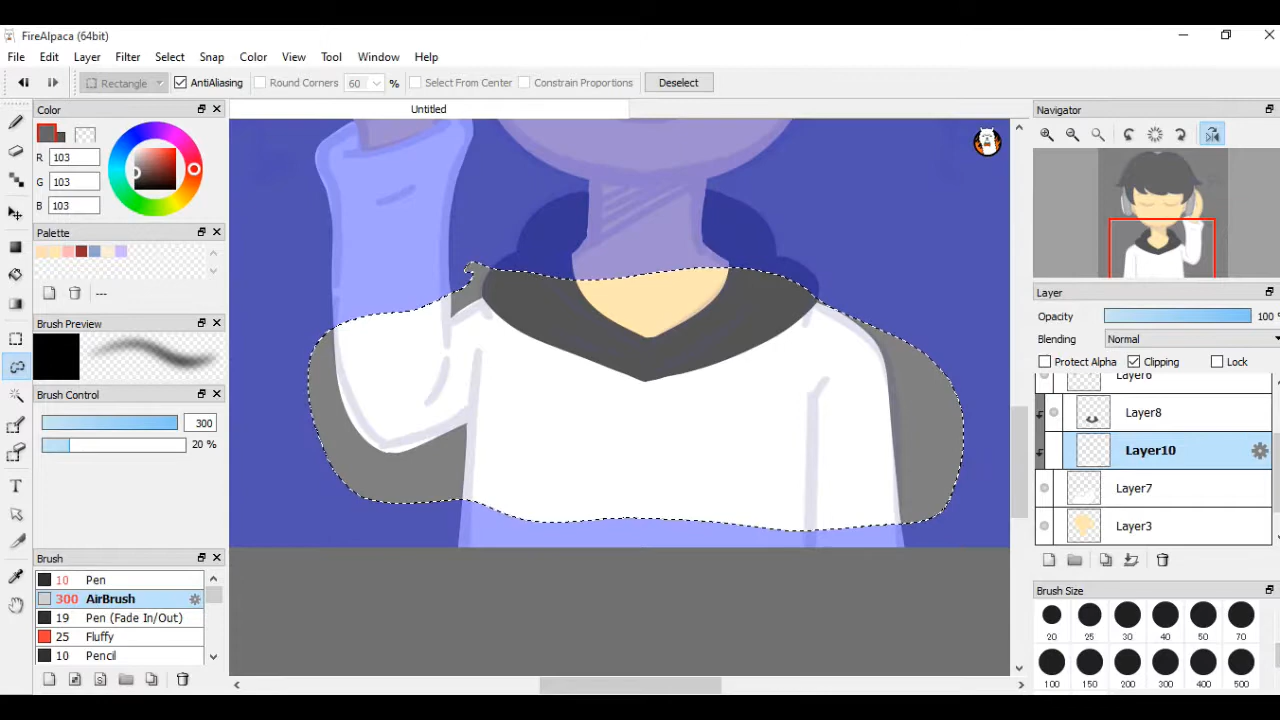 FireAlpaca (64bit)
File Edit Layer Filter Select Snap Color View Tool Window Help
Rectangle AntiAliasing Round Corners 60 % Select From Center Constrain Proportions Deselect
Color
R 103
G 103
B 103
Palette
---
Brush Preview
Brush Control
300
20 %
Brush
10 Pen
300 AirBrush
19 Pen (Fade In/Out)
25 Fluffy
10 Pencil
Untitled
Navigator
Layer
Opacity 100 %
Blending Normal
Protect Alpha Clipping Lock
Layer6
Layer8
Layer10
Layer7
Layer3
Brush Size
20 25 30 40 50 70
100 150 200 300 400 500